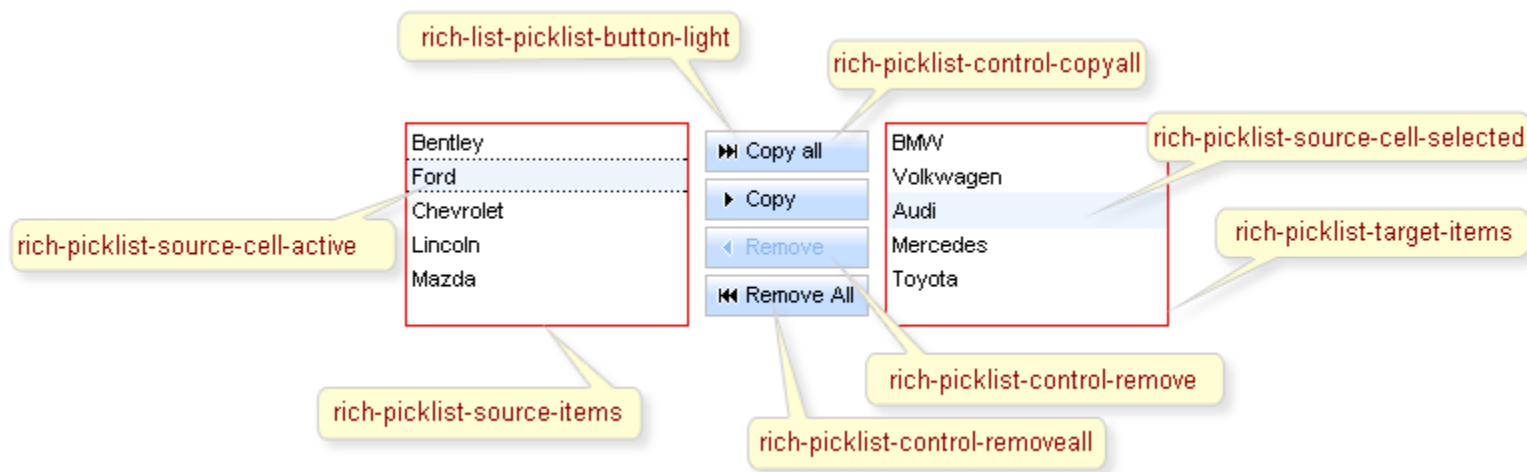 rich-list-picklist-button-light
rich-picklist-control-copyall
Bentley
Ford
Chevrolet
Lincoln
Mazda
Copy all
Copy
Remove
Remove All
BMW
Volkwagen
Audi
Mercedes
Toyota
rich-picklist-source-cell-selected
rich-picklist-source-cell-active
rich-picklist-target-items
rich-picklist-control-remove
rich-picklist-source-items
rich-picklist-control-removeall